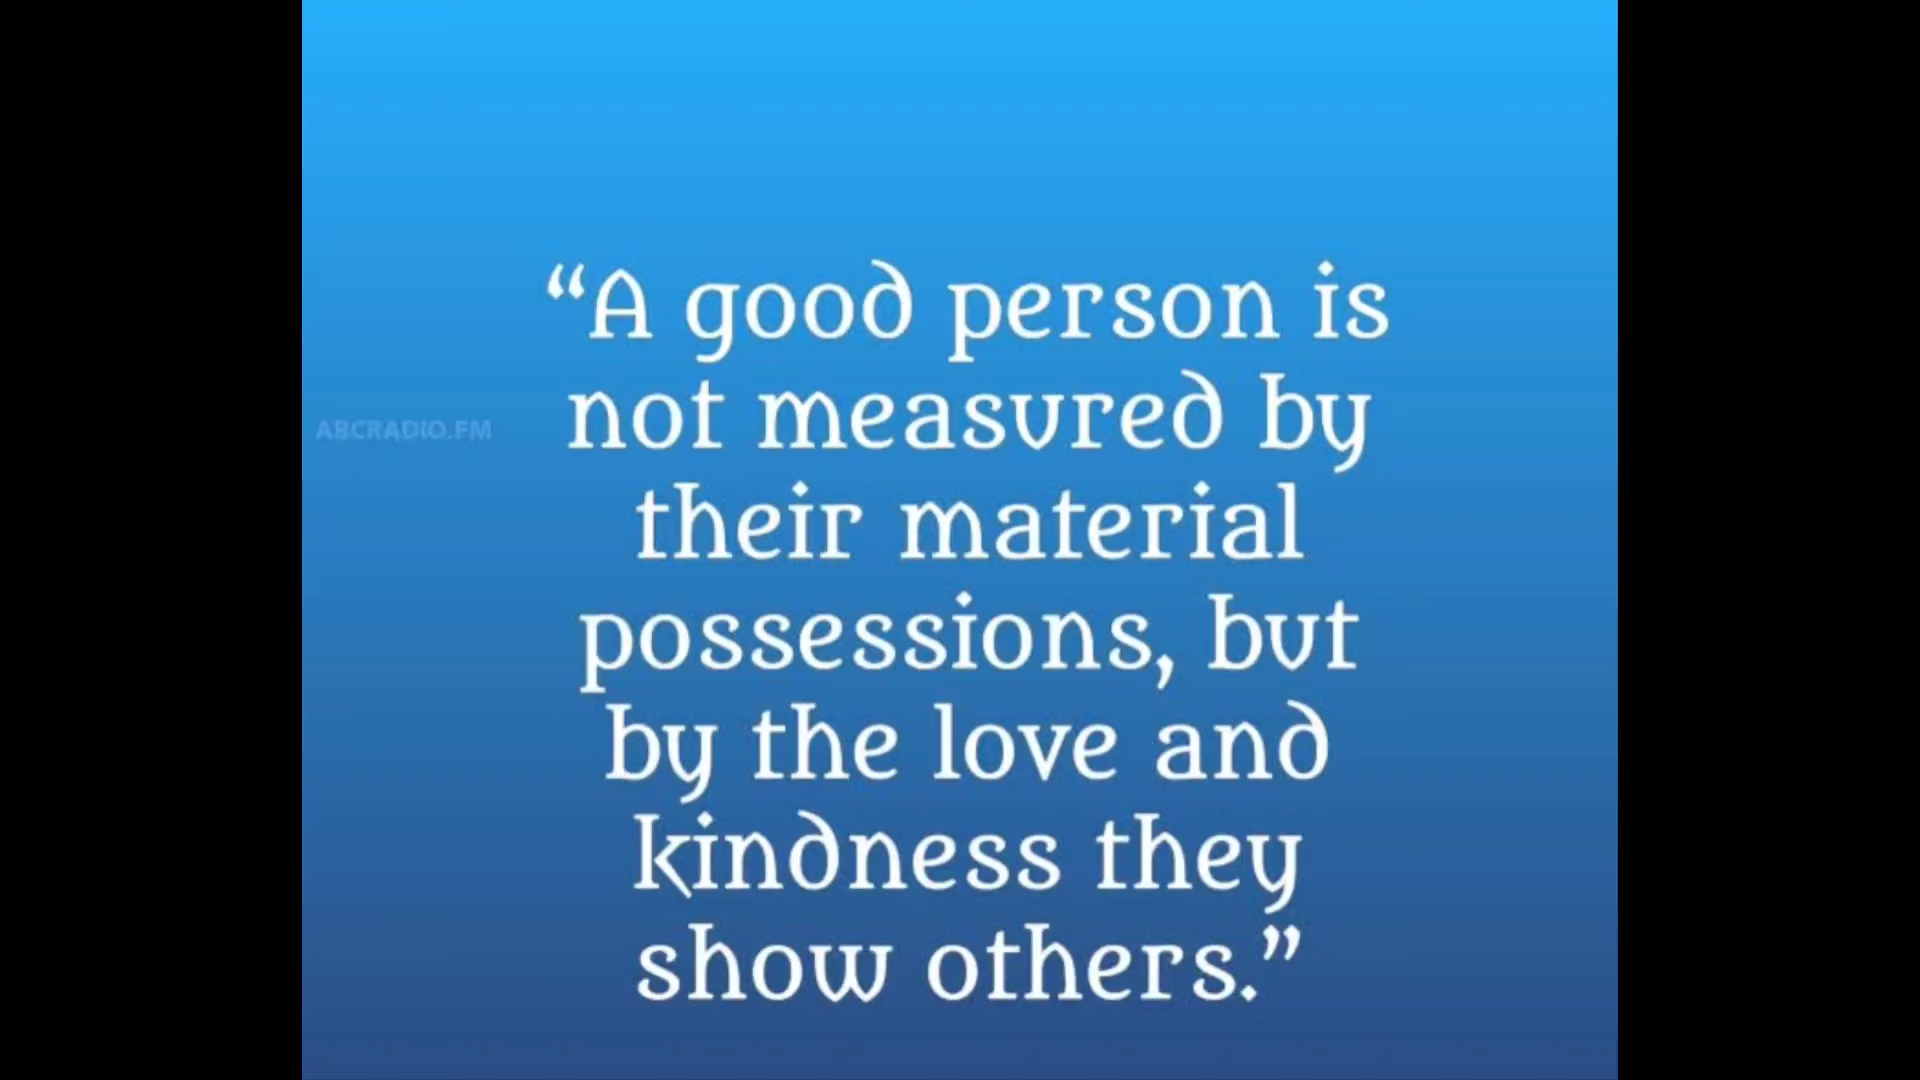 “A good person is
not measured by
ABCRADIO.FM
their material
possessions, but
by the love and
kindness they
show others.”